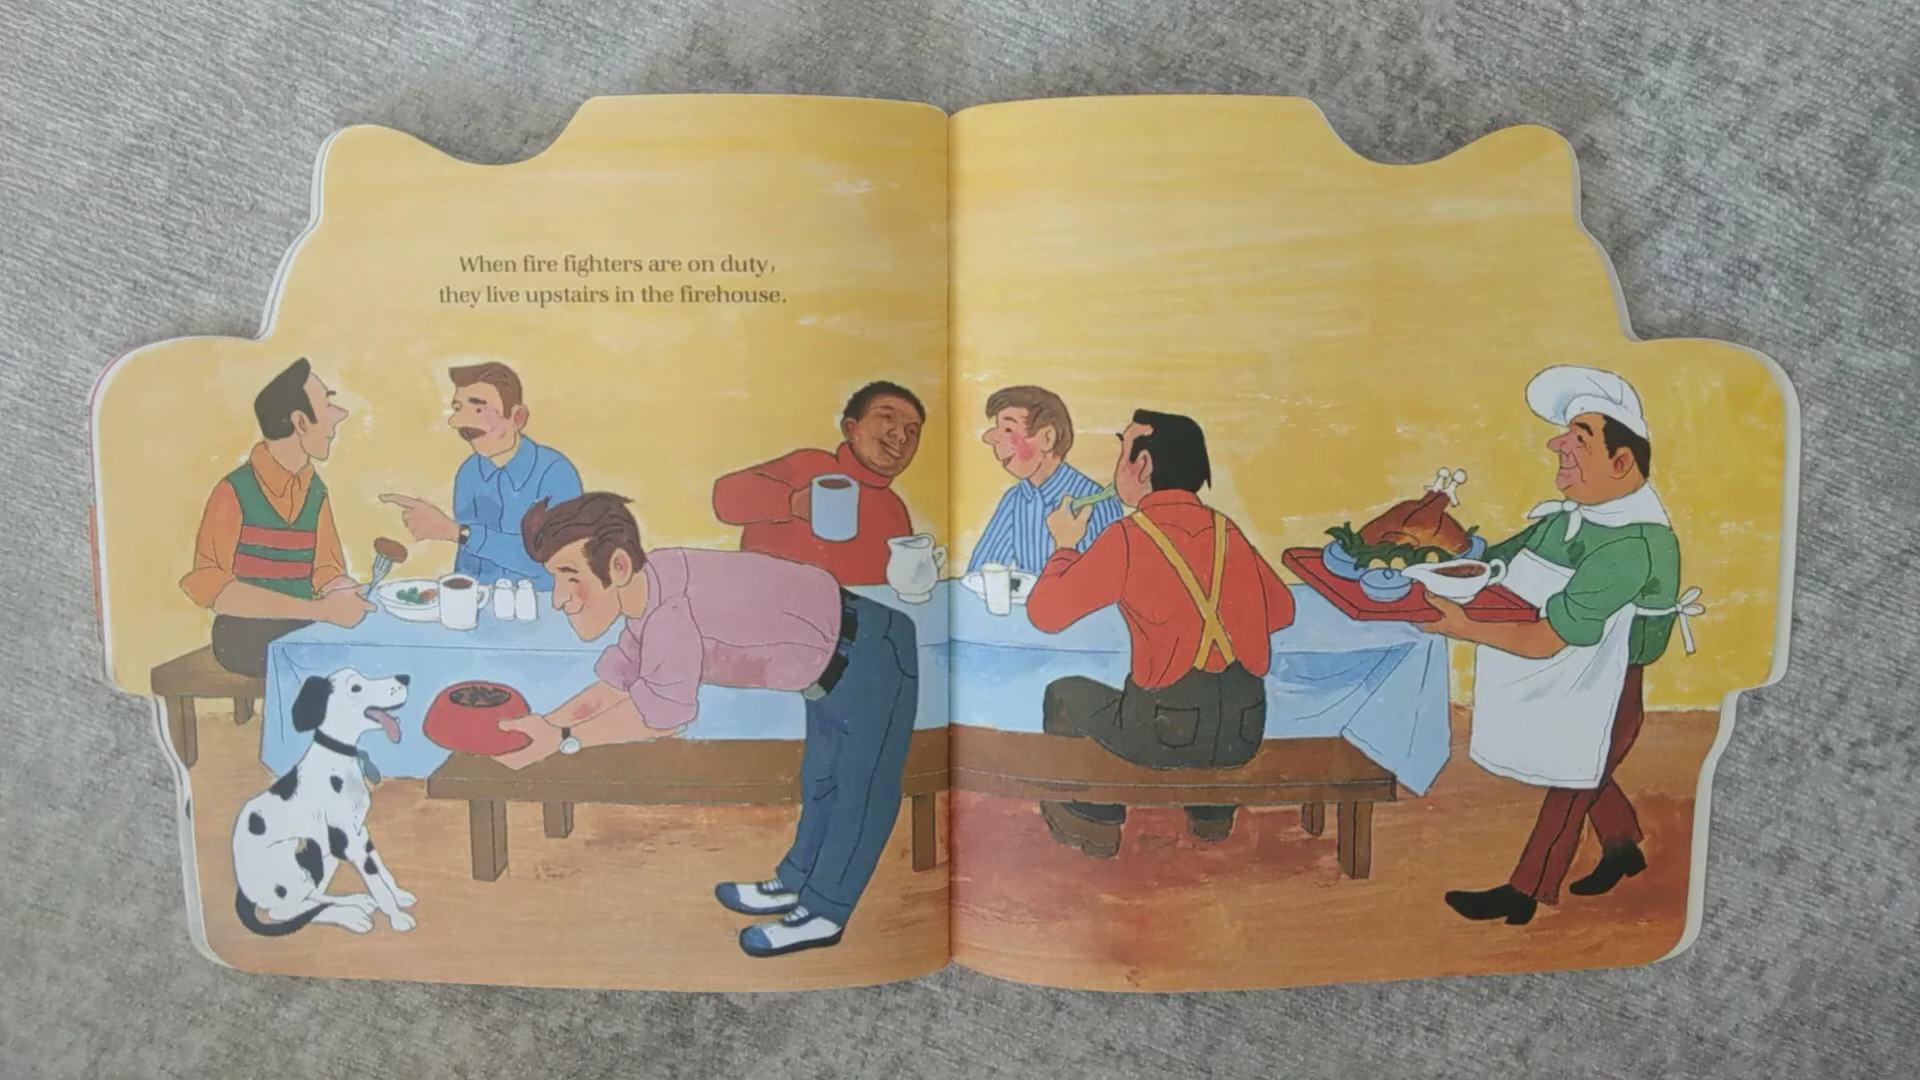 When fire fighters are on duty,
they live upstairs in the firehouse.